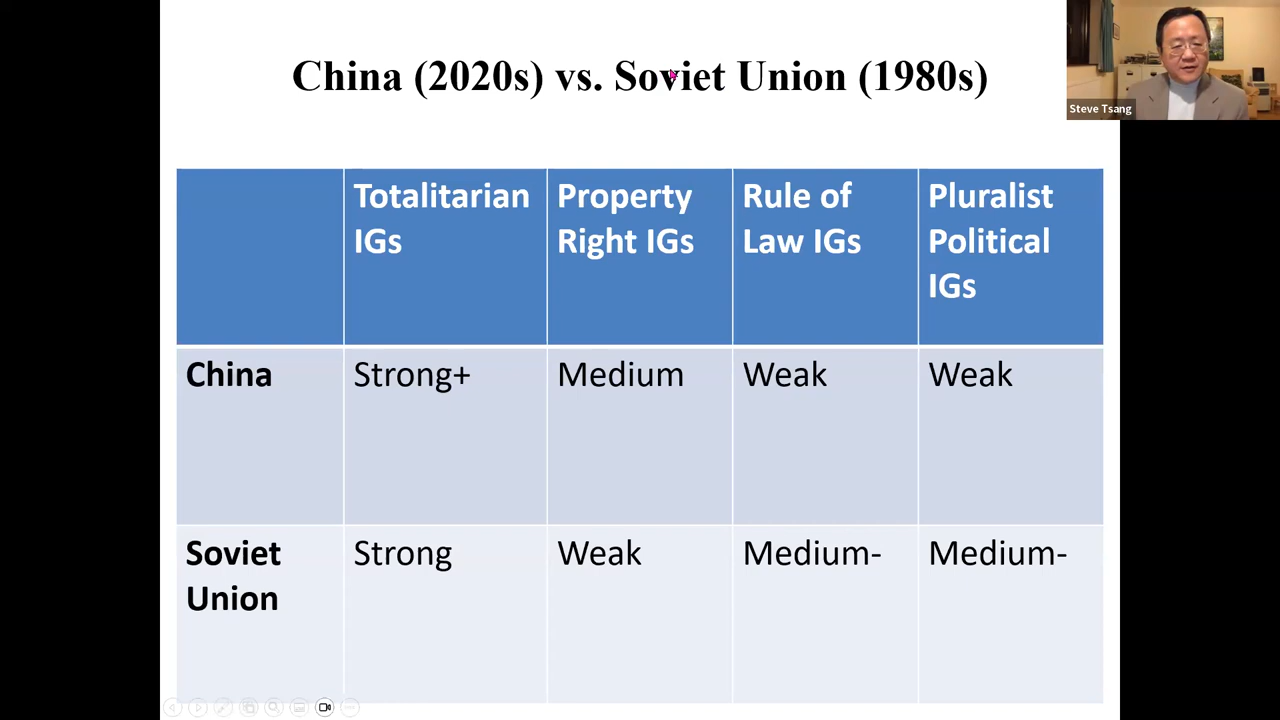 China (2020s) vs. Soviet Union (1980s)
Steve Tsang
Totalitarian
IGs
Property
Right IGs
Rule of
Law IGs
Pluralist
Political
IGs
China
Strong+
Medium
Weak
Weak
Soviet
Union
Strong
Weak
Medium-
Medium-